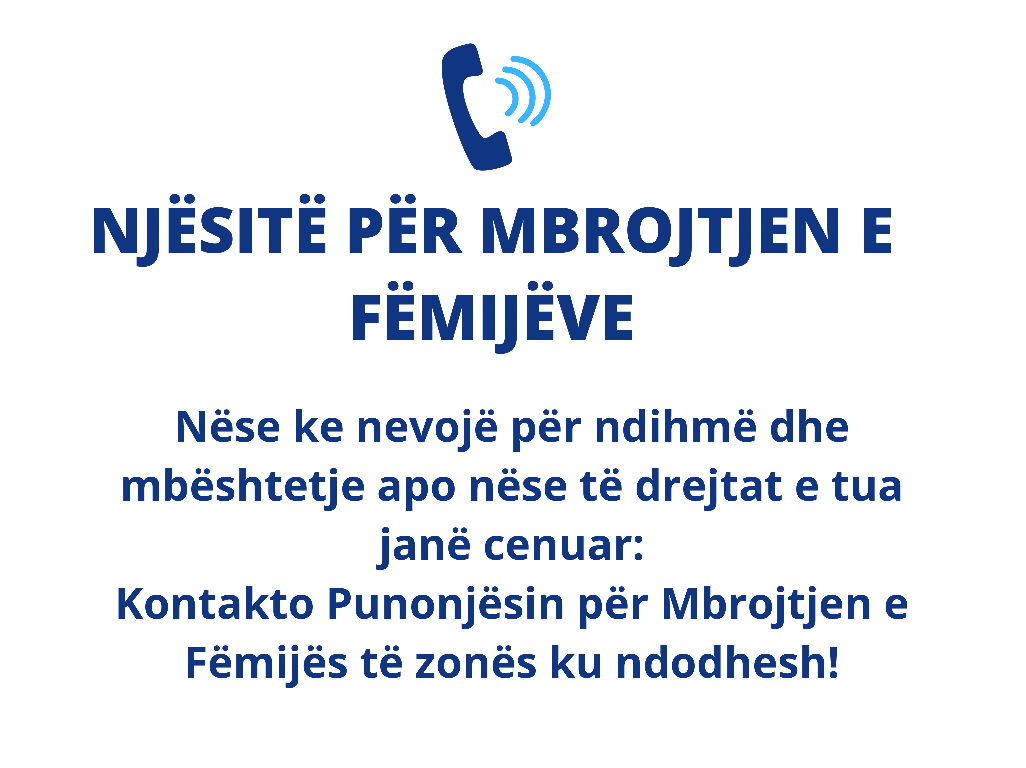 NJËSITË PËR MBROJTJEN E
FËMIJËVE
Nëse ke nevojë për ndihmë dhe
mbështetje apo nëse të drejtat e tua
janë cenuar:
Kontakto Punonjësin për Mbrojtjen e
Fëmijës të zonës ku ndodhesh!